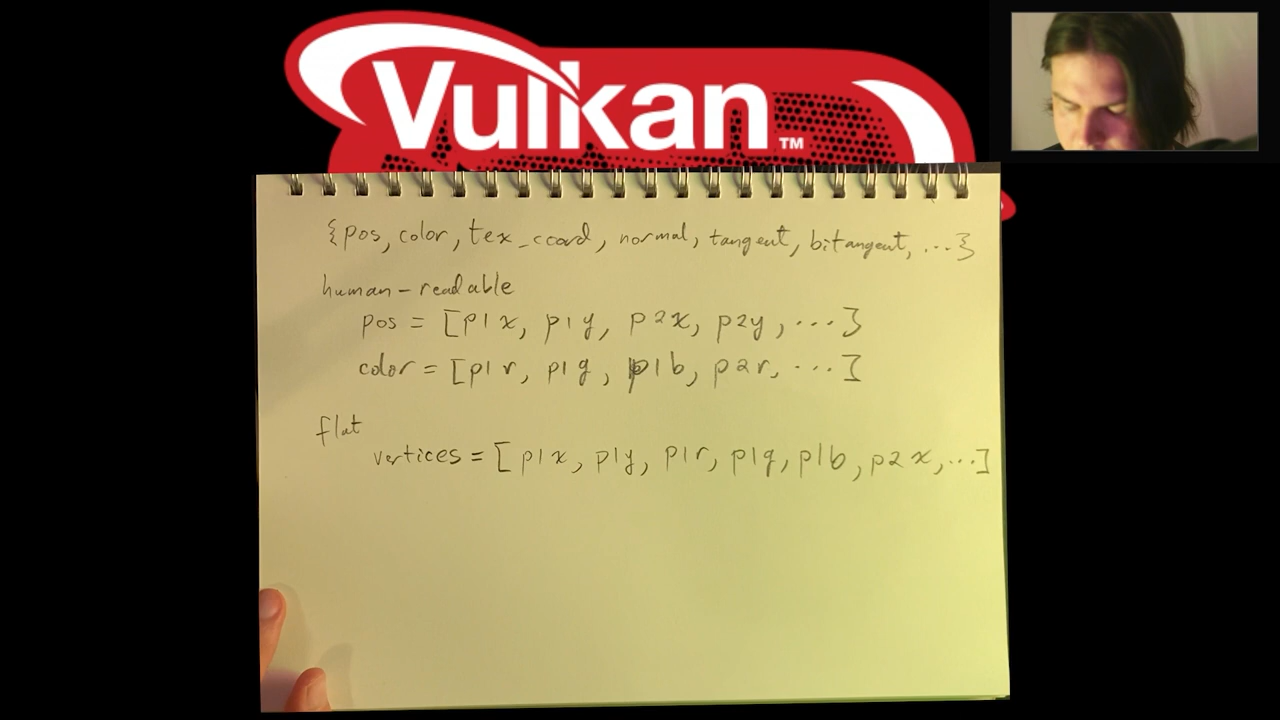 Vulkan™
{pos, color, tex_coord, normal, tangent, bitangent, ...}
human-readable
pos = [p1x, p1y, p2x, p2y, ...]
color = [p1r, p1g, p1b, p2r, ...]
flat
vertices = [p1x, p1y, p1r, p1g, p1b, p2x, ...]